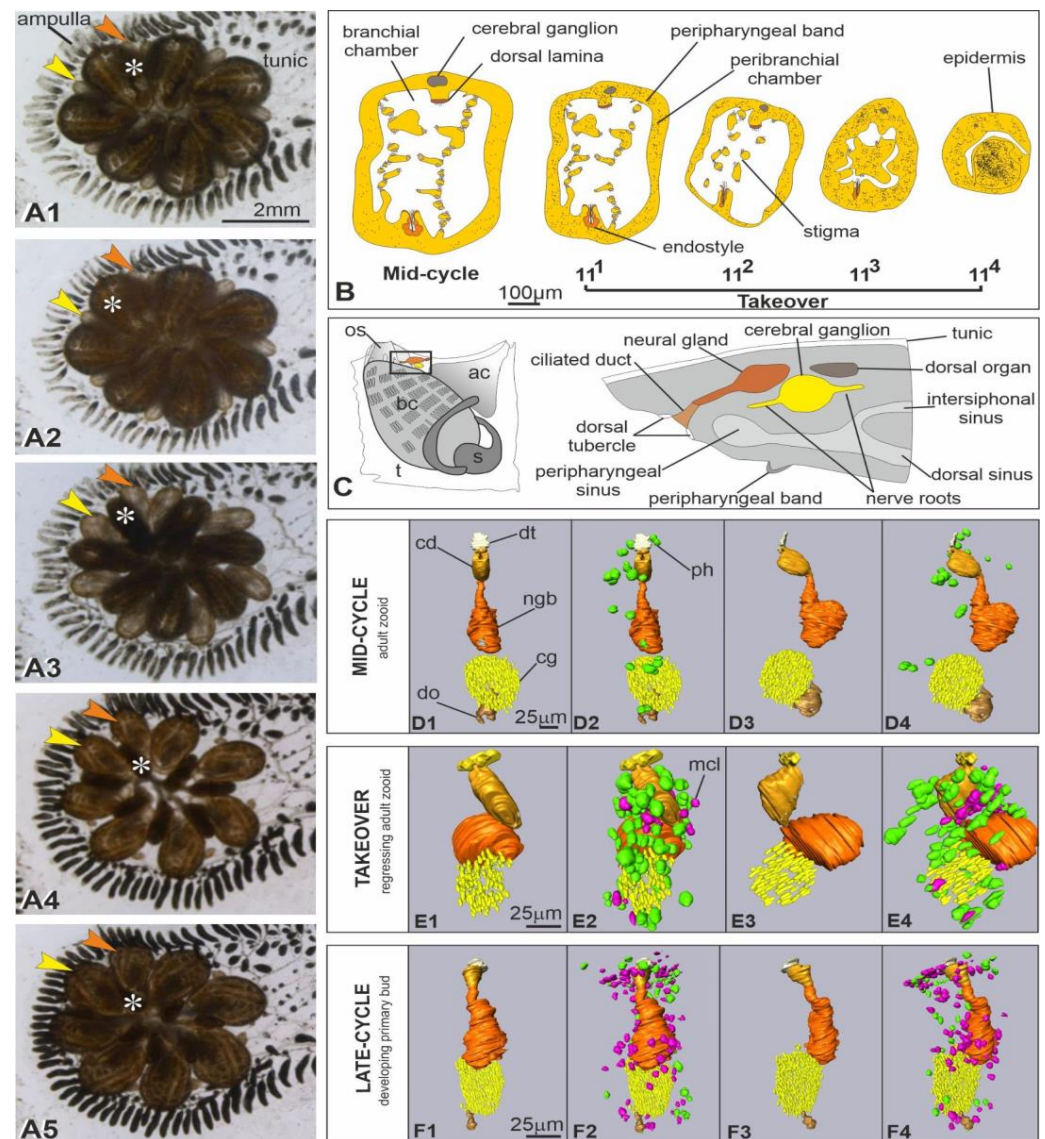 ampulla
tunic
A1
2mm
A2
A3
A4
A5
branchial
chamber
cerebral ganglion
dorsal lamina
peripharyngeal band
peribranchial
chamber
epidermis
endostyle
stigma
Mid-cycle
11¹
11²
11³
11⁴
B
100µm
Takeover
os
ac
bc
s
t
C
neural gland
cerebral ganglion
tunic
ciliated duct
dorsal organ
dorsal
tubercle
intersiphonal
sinus
peripharyngeal
sinus
dorsal sinus
peripharyngeal band
nerve roots
MID-CYCLE
adult zooid
cd
dt
ngb
cg
do
25µm
D1
ph
D2
D3
D4
TAKEOVER
regressing adult zooid
E1
25µm
mcl
E2
E3
E4
LATE-CYCLE
developing primary bud
F1
25µm
F2
F3
F4